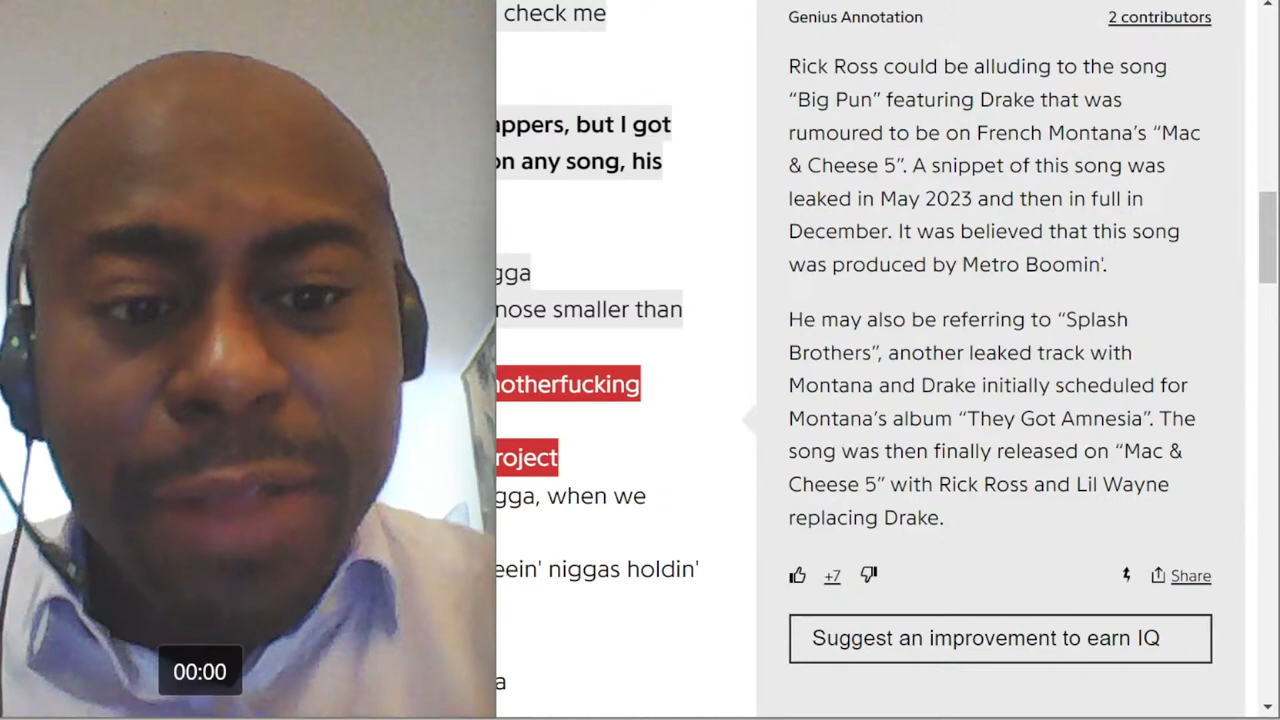 check me
appers, but I got
on any song, his
gga
nose smaller than
notherfucking
roject
gga, when we
eein' niggas holdin'
a
Genius Annotation
2 contributors
Rick Ross could be alluding to the song
“Big Pun” featuring Drake that was
rumoured to be on French Montana’s “Mac
& Cheese 5”. A snippet of this song was
leaked in May 2023 and then in full in
December. It was believed that this song
was produced by Metro Boomin'.
He may also be referring to “Splash
Brothers”, another leaked track with
Montana and Drake initially scheduled for
Montana’s album “They Got Amnesia”. The
song was then finally released on “Mac &
Cheese 5” with Rick Ross and Lil Wayne
replacing Drake.
+7
Share
Suggest an improvement to earn IQ
00:00